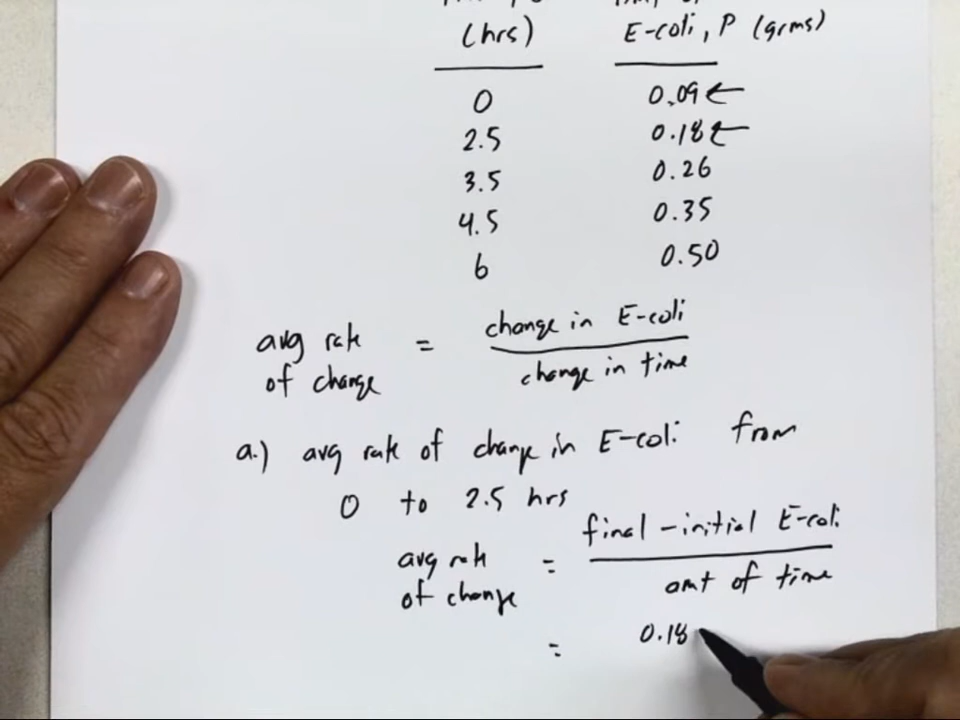 (hrs) E-coli, P (grms)
0 0.09 ←
2.5 0.18 ←
3.5 0.26
4.5 0.35
6 0.50
avg rate of change = change in E-coli / change in time
a.) avg rate of change in E-coli from
0 to 2.5 hrs
avg rate of change = final - initial E-coli / amt of time
= 0.18